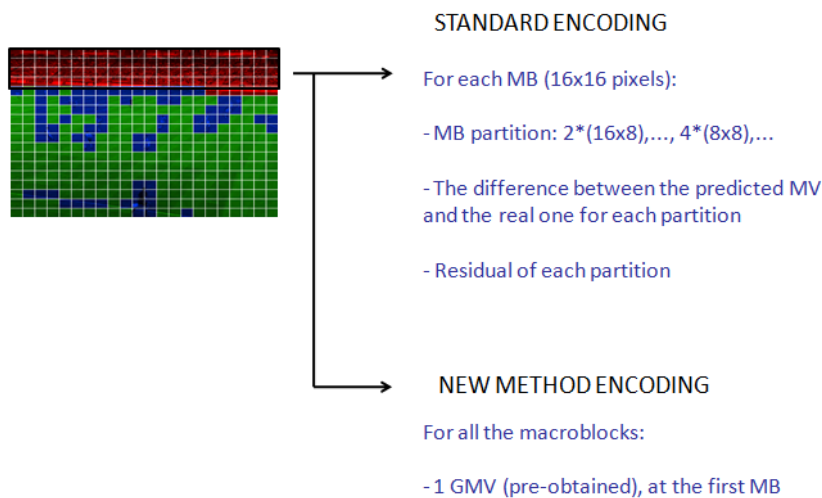 STANDARD ENCODING
For each MB (16x16 pixels):
- MB partition: 2*(16x8),..., 4*(8x8),...
- The difference between the predicted MV
and the real one for each partition
- Residual of each partition
NEW METHOD ENCODING
For all the macroblocks:
- 1 GMV (pre-obtained), at the first MB